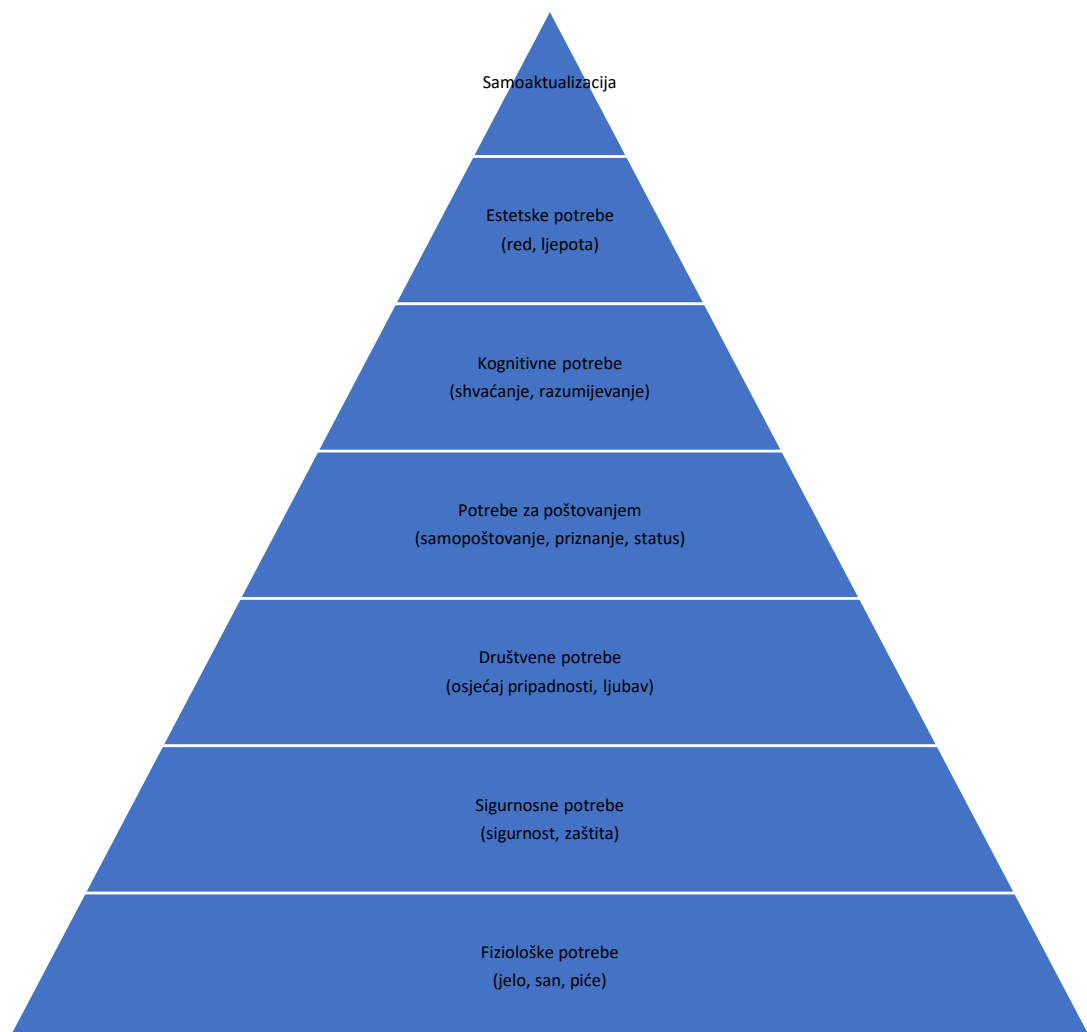 Samoaktualizacija
Estetske potrebe
(red, ljepota)
Kognitivne potrebe
(shvaćanje, razumijevanje)
Potrebe za poštovanjem
(samopoštovanje, priznanje, status)
Društvene potrebe
(osjećaj pripadnosti, ljubav)
Sigurnosne potrebe
(sigurnost, zaštita)
Fiziološke potrebe
(jelo, san, piće)